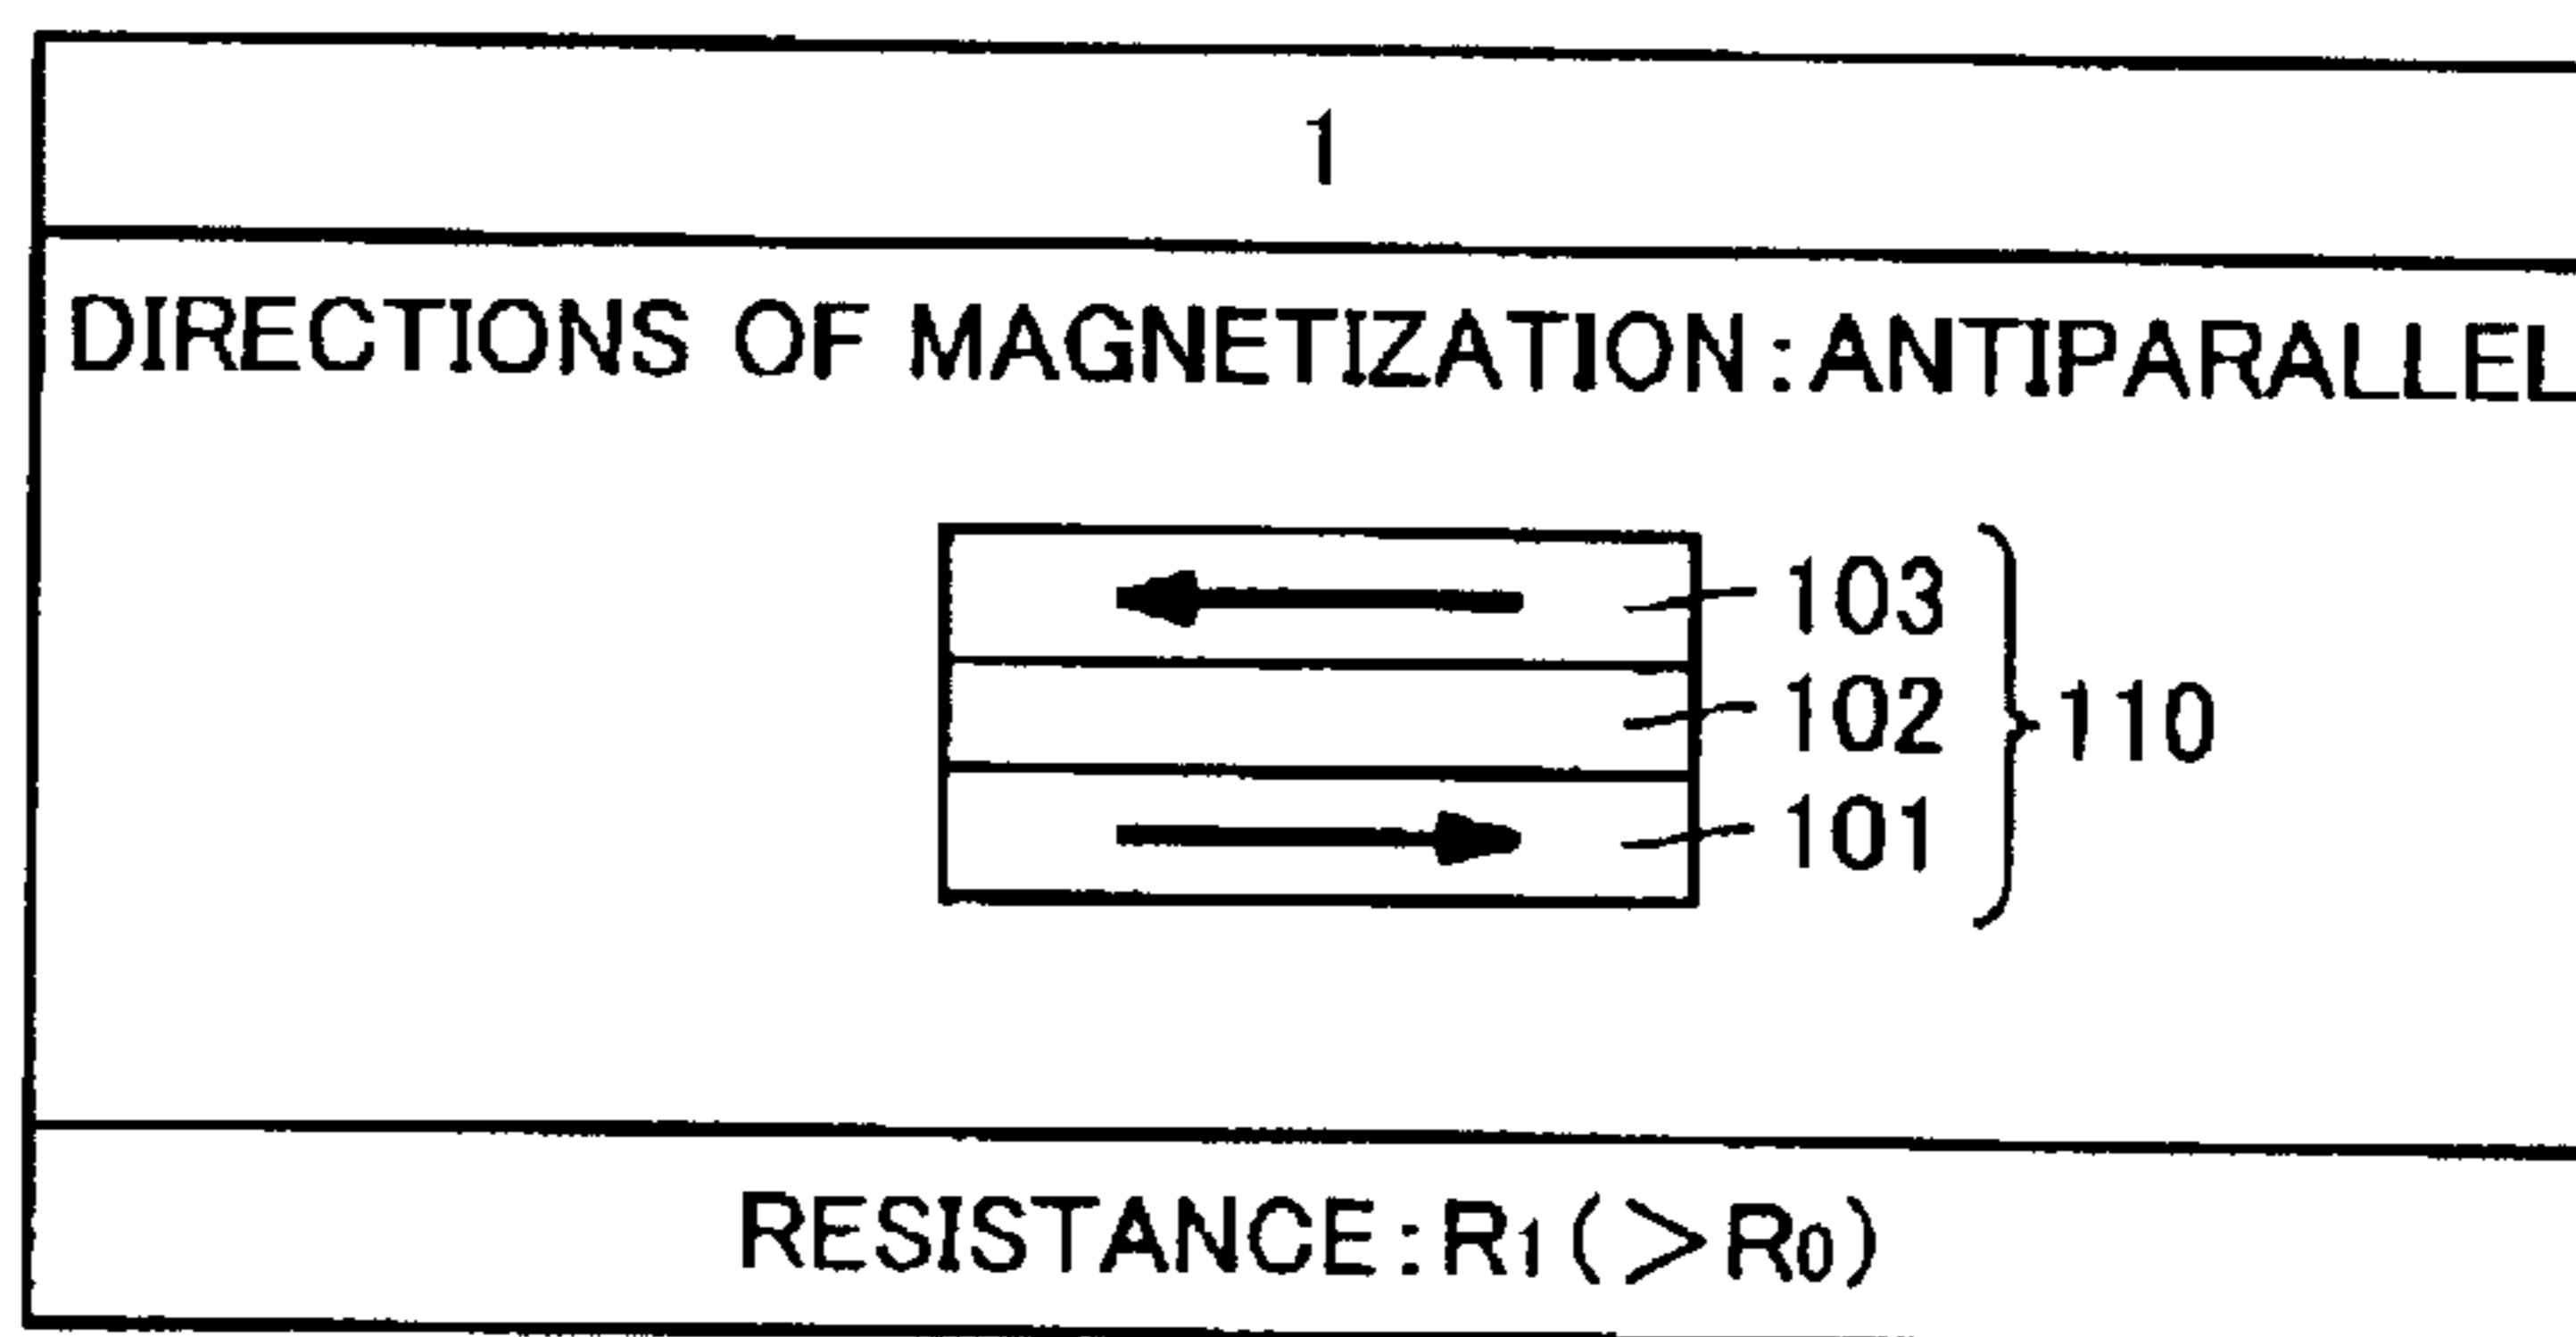 1
DIRECTIONS OF MAGNETIZATION:ANTIPARALLEL
103
102
110
101
RESISTANCE:R1(>R0)